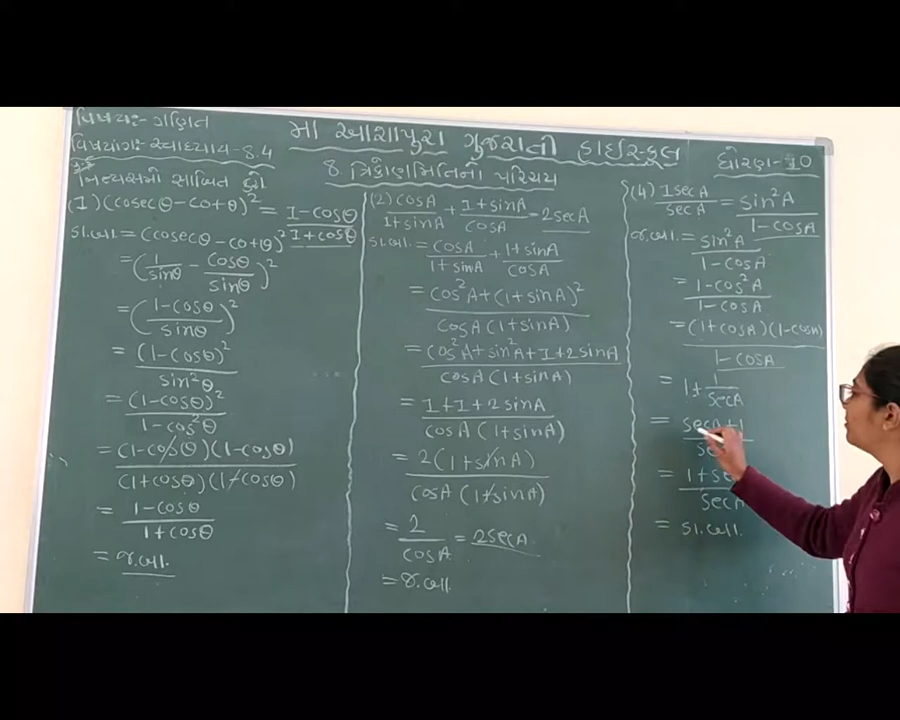 વિષય:- ગણિત
મા આશાપુરા ગુજરાતી હાઈસ્કૂલ
ધોરણ-10
વિષયાંગ:- સ્વાધ્યાય-8.4
8. ત્રિકોણમિતિનો પરિચય
નિત્યસમો સાબિત કરો
(1) (cosecθ-cotθ)² = 1-cosθ / 1+cosθ
ડા.બા. = (cosecθ-cotθ)²
= (1/sinθ - cosθ/sinθ)²
= (1-cosθ / sinθ)²
= (1-cosθ)² / sin²θ
= (1-cosθ)² / 1-cos²θ
= (1-cosθ)(1-cosθ) / (1+cosθ)(1-cosθ)
= 1-cosθ / 1+cosθ
= જ.બા.
(2) cosA / 1+sinA + 1+sinA / cosA = 2secA
ડા.બા. = cosA / 1+sinA + 1+sinA / cosA
= cos²A+(1+sinA)² / cosA(1+sinA)
= cos²A+sin²A+1+2sinA / cosA(1+sinA)
= 1+1+2sinA / cosA(1+sinA)
= 2(1+sinA) / cosA(1+sinA)
= 2 / cosA = 2secA
= જ.બા.
(4) 1secA / secA = sin²A / 1-cosA
જ.બા. = sin²A / 1-cosA
= 1-cos²A / 1-cosA
= (1+cosA)(1-cosA) / 1-cosA
= 1+ 1 / secA
= secA+1
=
= ડા.બા.